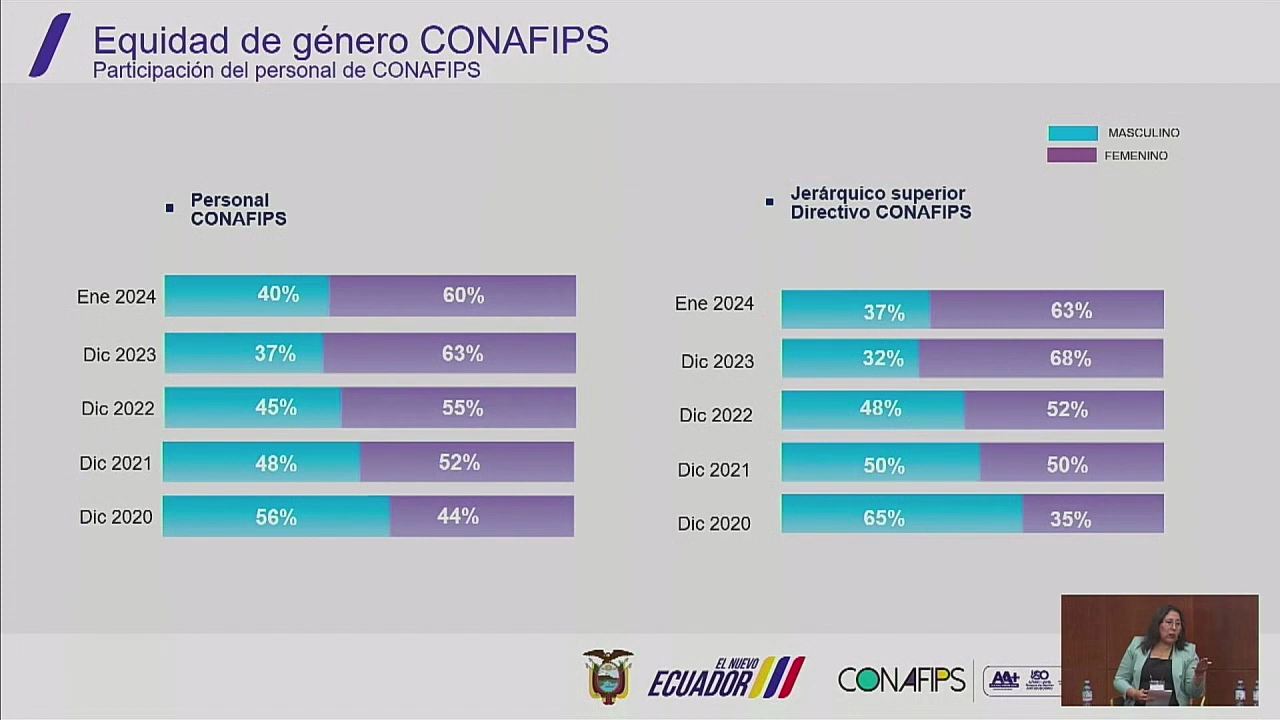 Equidad de género CONAFIPS
Participación del personal de CONAFIPS
MASCULINO
FEMENINO
Personal
CONAFIPS
Ene 2024 40% 60%
Dic 2023 37% 63%
Dic 2022 45% 55%
Dic 2021 48% 52%
Dic 2020 56% 44%
Jerárquico superior
Directivo CONAFIPS
Ene 2024 37% 63%
Dic 2023 32% 68%
Dic 2022 48% 52%
Dic 2021 50% 50%
Dic 2020 65% 35%
EL NUEVO
ECUADOR
CONAFIPS
AA+